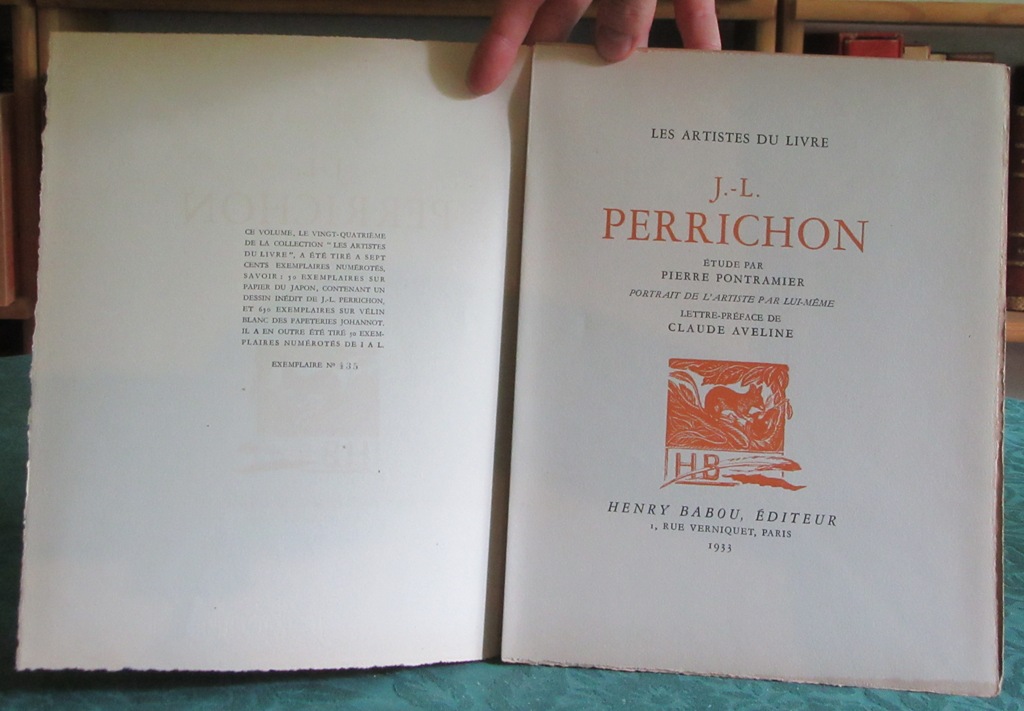 CE VOLUME, LE VINGT-QUATRIÈME
DE LA COLLECTION "LES ARTISTES
DU LIVRE", A ÉTÉ TIRÉ A SEPT
CENTS EXEMPLAIRES NUMÉROTÉS,
SAVOIR : 50 EXEMPLAIRES SUR
PAPIER DU JAPON, CONTENANT UN
DESSIN INÉDIT DE J.-L. PERRICHON,
ET 650 EXEMPLAIRES SUR VÉLIN
BLANC DES PAPETERIES JOHANNOT.
IL A EN OUTRE ÉTÉ TIRÉ 50 EXEM-
PLAIRES NUMÉROTÉS DE I A L.
EXEMPLAIRE Nº 435
LES ARTISTES DU LIVRE
J.-L.
PERRICHON
ÉTUDE PAR
PIERRE PONTRAMIER
PORTRAIT DE L'ARTISTE PAR LUI-MÊME
LETTRE-PRÉFACE DE
CLAUDE AVELINE
HB
HENRY BABOU, ÉDITEUR
1, RUE VERNIQUET, PARIS
1933